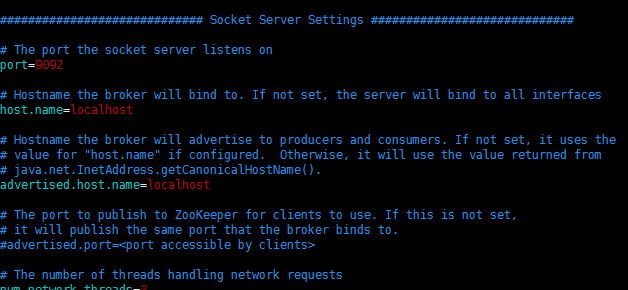 ############################# Socket Server Settings #############################
# The port the socket server listens on
port=9092
# Hostname the broker will bind to. If not set, the server will bind to all interfaces
host.name=localhost
# Hostname the broker will advertise to producers and consumers. If not set, it uses the
# value for "host.name" if configured.  Otherwise, it will use the value returned from
# java.net.InetAddress.getCanonicalHostName().
advertised.host.name=localhost
# The port to publish to ZooKeeper for clients to use. If this is not set,
# it will publish the same port that the broker binds to.
#advertised.port=<port accessible by clients>
# The number of threads handling network requests
num.network.threads=3